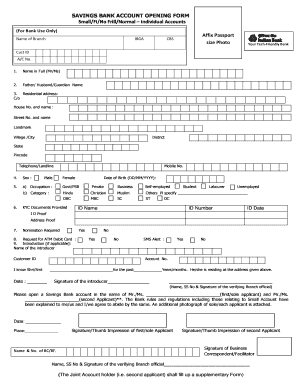 SAVINGS BANK ACCOUNT OPENING FORM
Small/Ft/No Frill/Normal – Individual Accounts
(For Bank Use Only)
Name of Branch
CBS
Cust ID
A/C No.
Affix Passport
size Photo
Indian Bank
Your Tech-friendly Bank
1. Name in Full (Mr/Ms)
2. Father/ Husband/Guardian Name
3. Residential address:
C/o
House No. and name:
Street No. and name
Landmark
Village /City
District
State
Pincode
Telephone/Landline
Mobile No.
4. Sex: Male Female Date of Birth (DD/MM/YYYY):
5. a) Occupation: Govt/PSB Private Business Self-employed Student Labourer Unemployed
b) Category: Hindu Christian Muslim Others, if specify
OBC MBC SC ST OC
6. KYC Documents Provided
ID Name ID Number ID Date
ID Proof
Address Proof
7. Nomination Required Yes No
8. Request for ATM Debit Card Yes No SMS Alert Yes No
9. Introduction (if applicable)
Name of the introducer
Customer ID
Account No.
I know him/her for the past years/months. He/she is residing at the address given above.
Date: Signature of the introducer
Name, SS No & Signature of the verifying Branch official
Please open a Savings Bank account in the name of Mr./Ms. (first/note applicant) and Ms./Ms.
(second Applicant)**. The Bank rules and regulations including those relating to Small Account have
been explained to me/us and I/we agree to abide by the same. An additional photograph of sole/each applicant is attached.
Date:
Place:
Signature/Thumb Impression of first/note Applicant
Signature/Thumb Impression of second Applicant
Name & No. of BC/BF.
Signature of Business
Correspondent/Facilitator
Name, SS No & Signature of the verifying Branch official
(The Joint Account holder (i.e. second applicant) shall fill up a supplementary Form)